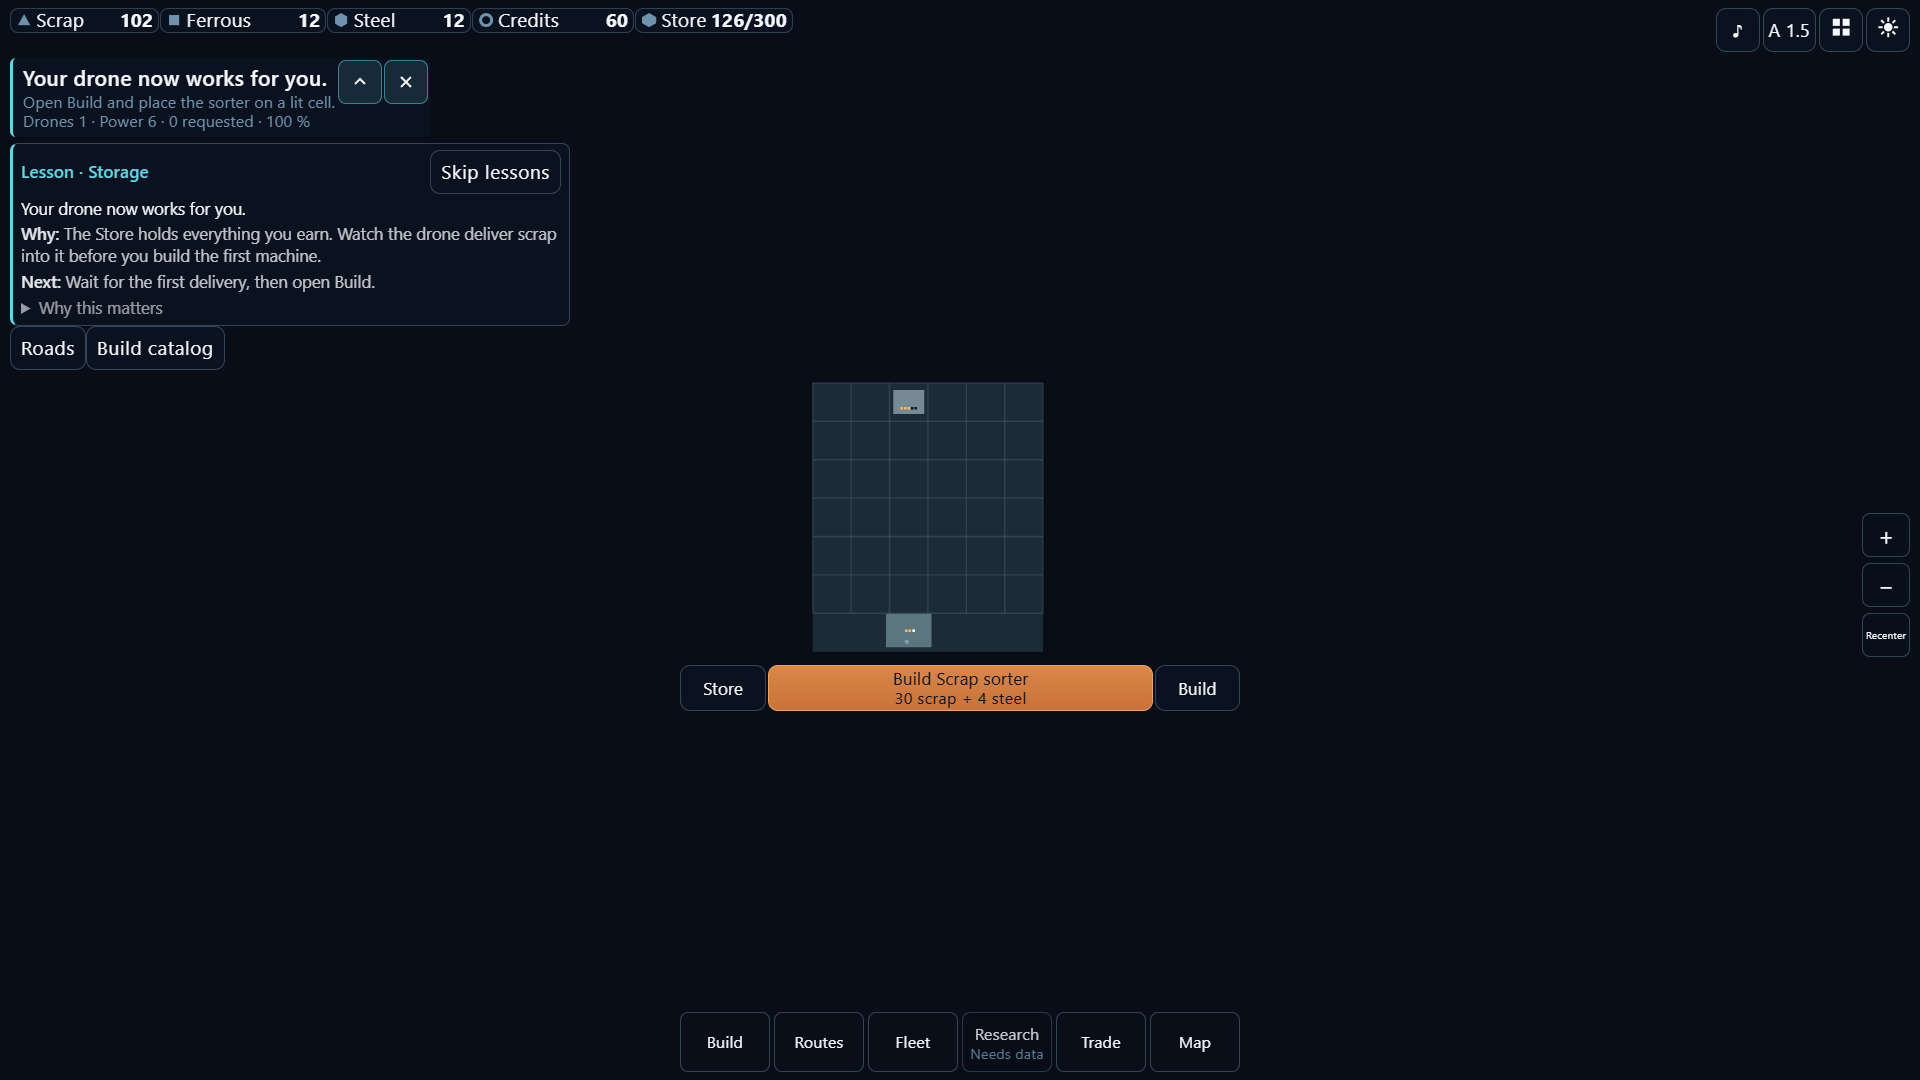 Scrap 102
Ferrous 12
Steel 12
Credits 60
Store 126/300
A 1.5
Your drone now works for you.
Open Build and place the sorter on a lit cell.
Drones 1 · Power 6 · 0 requested · 100 %
Lesson · Storage
Skip lessons
Your drone now works for you.
Why: The Store holds everything you earn. Watch the drone deliver scrap
into it before you build the first machine.
Next: Wait for the first delivery, then open Build.
Why this matters
Roads
Build catalog
+
−
Recenter
Store
Build Scrap sorter
30 scrap + 4 steel
Build
Build
Routes
Fleet
Research
Needs data
Trade
Map